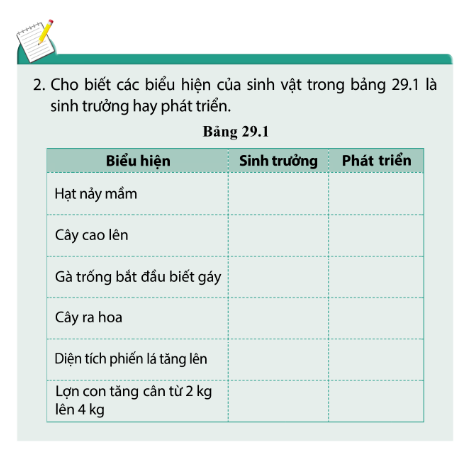 2. Cho biết các biểu hiện của sinh vật trong bảng 29.1 là
sinh trưởng hay phát triển.
Bảng 29.1
Biểu hiện Sinh trưởng Phát triển
Hạt nảy mầm
Cây cao lên
Gà trống bắt đầu biết gáy
Cây ra hoa
Diện tích phiến lá tăng lên
Lợn con tăng cân từ 2 kg
lên 4 kg